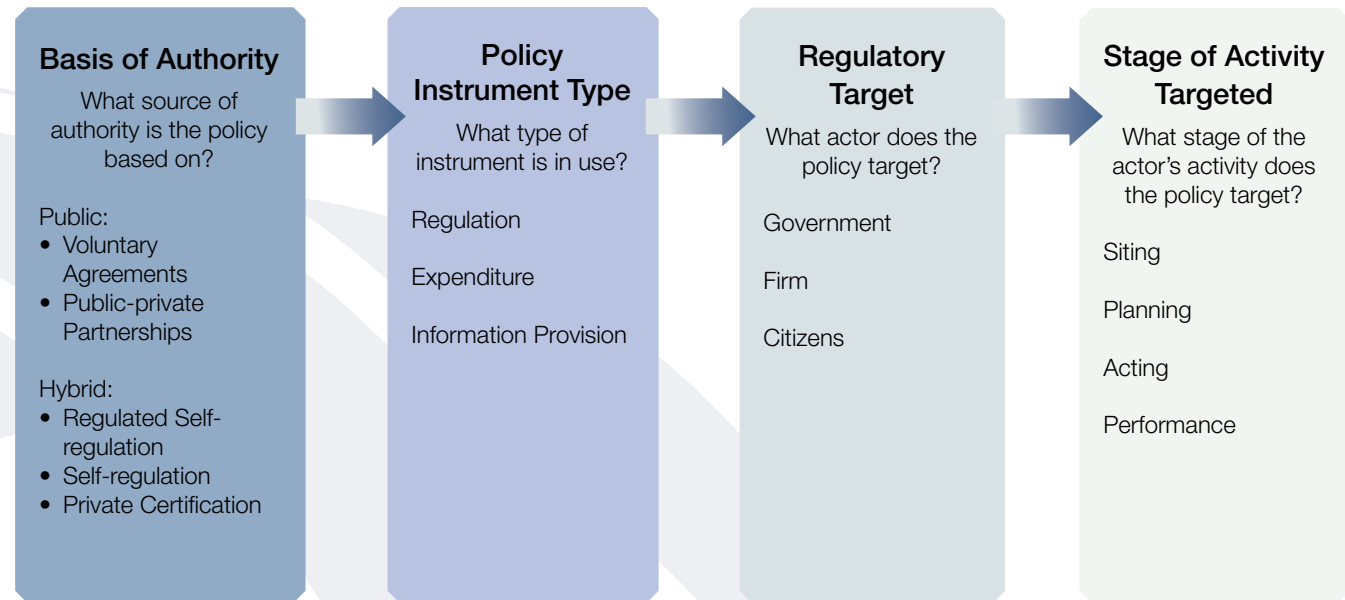 Basis of Authority
What source of
authority is the policy
based on?
Public:
• Voluntary
Agreements
• Public-private
Partnerships
Hybrid:
• Regulated Self-
regulation
• Self-regulation
• Private Certification
Policy
Instrument Type
What type of
instrument is in use?
Regulation
Expenditure
Information Provision
Regulatory
Target
What actor does the
policy target?
Government
Firm
Citizens
Stage of Activity
Targeted
What stage of the
actor’s activity does
the policy target?
Siting
Planning
Acting
Performance